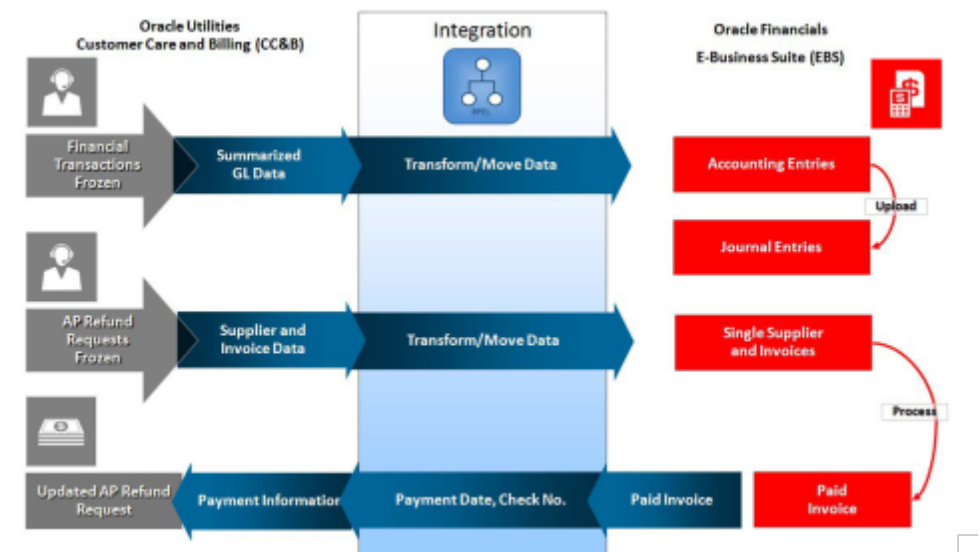 Oracle Utilities
Customer Care and Billing (CC&B)
Integration
Oracle Financials
E-Business Suite (EBS)
BPEL
Financial
Transactions
Frozen
Summarized
GL Data
Transform/Move Data
Accounting Entries
Upload
Journal Entries
AP Refund
Requests
Frozen
Supplier and
Invoice Data
Transform/Move Data
Single Supplier
and Invoices
Process
Updated AP Refund
Request
Payment Information
Payment Date, Check No.
Paid Invoice
Paid
Invoice